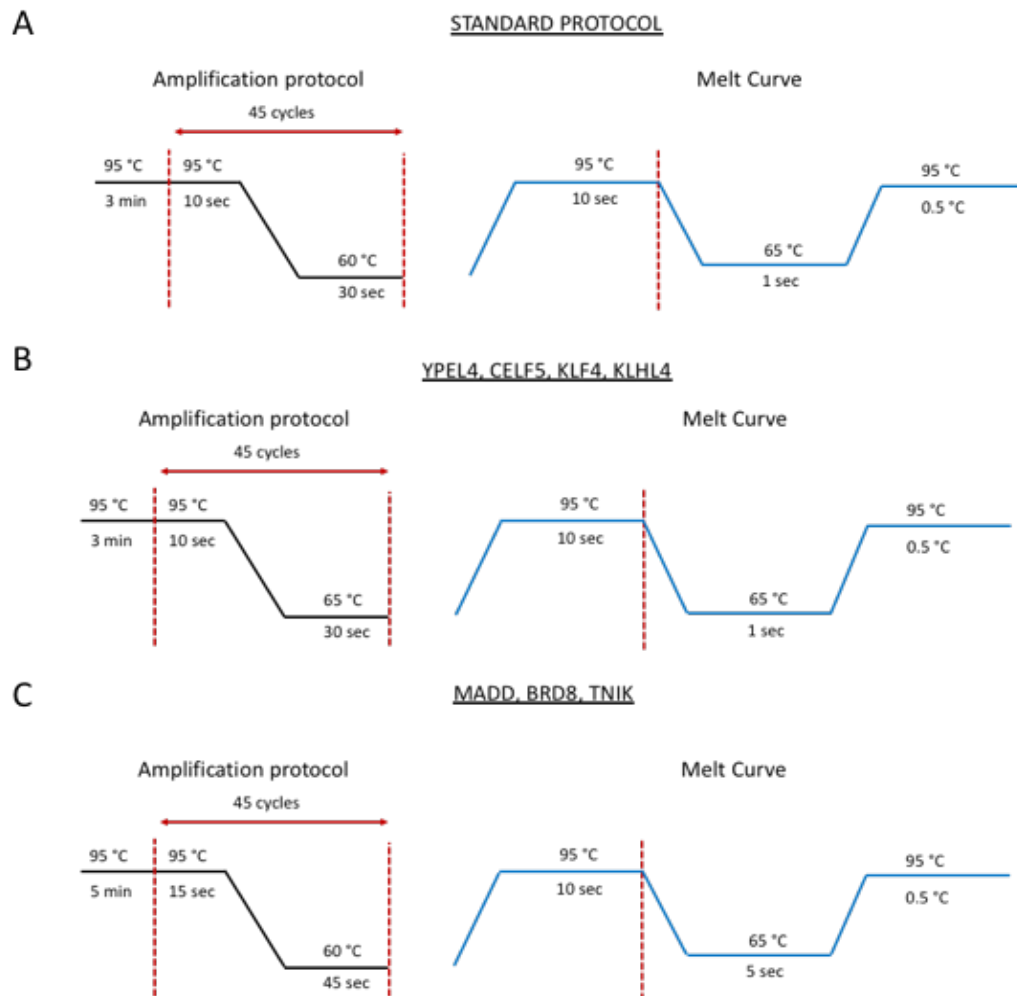 A
STANDARD PROTOCOL
Amplification protocol
Melt Curve
45 cycles
95 °C
3 min
95 °C
10 sec
60 °C
30 sec
95 °C
10 sec
65 °C
1 sec
95 °C
0.5 °C
B
YPEL4, CELF5, KLF4, KLHL4
Amplification protocol
Melt Curve
45 cycles
95 °C
3 min
95 °C
10 sec
65 °C
30 sec
95 °C
10 sec
65 °C
1 sec
95 °C
0.5 °C
C
MADD, BRD8, TNIK
Amplification protocol
Melt Curve
45 cycles
95 °C
5 min
95 °C
15 sec
60 °C
45 sec
95 °C
10 sec
65 °C
5 sec
95 °C
0.5 °C